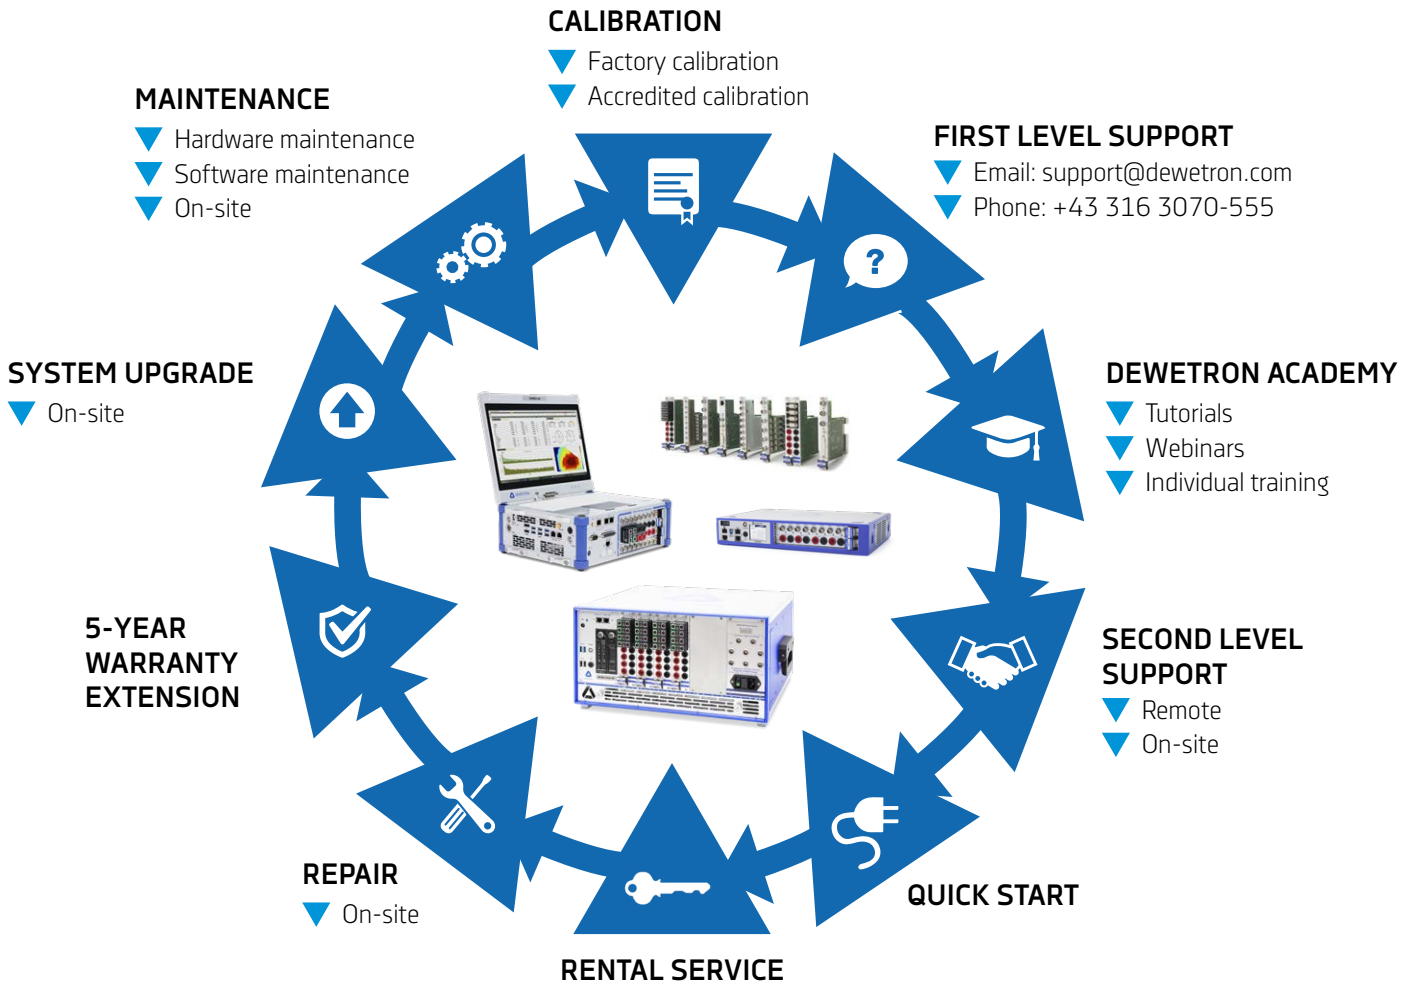 CALIBRATION
Factory calibration
Accredited calibration
MAINTENANCE
Hardware maintenance
Software maintenance
On-site
FIRST LEVEL SUPPORT
Email: support@dewetron.com
Phone: +43 316 3070-555
?
SYSTEM UPGRADE
On-site
DEWETRON ACADEMY
Tutorials
Webinars
Individual training
5-YEAR
WARRANTY
EXTENSION
SECOND LEVEL
SUPPORT
Remote
On-site
REPAIR
On-site
QUICK START
RENTAL SERVICE